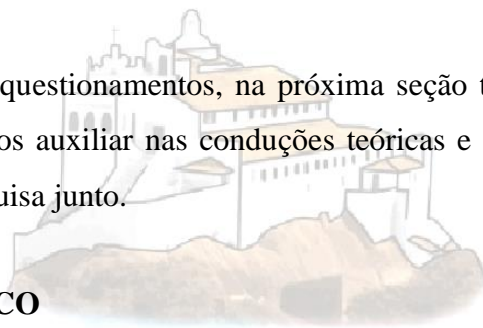 questionamentos, na próxima seção t
os auxiliar nas conduções teóricas e
uisa junto.
CO